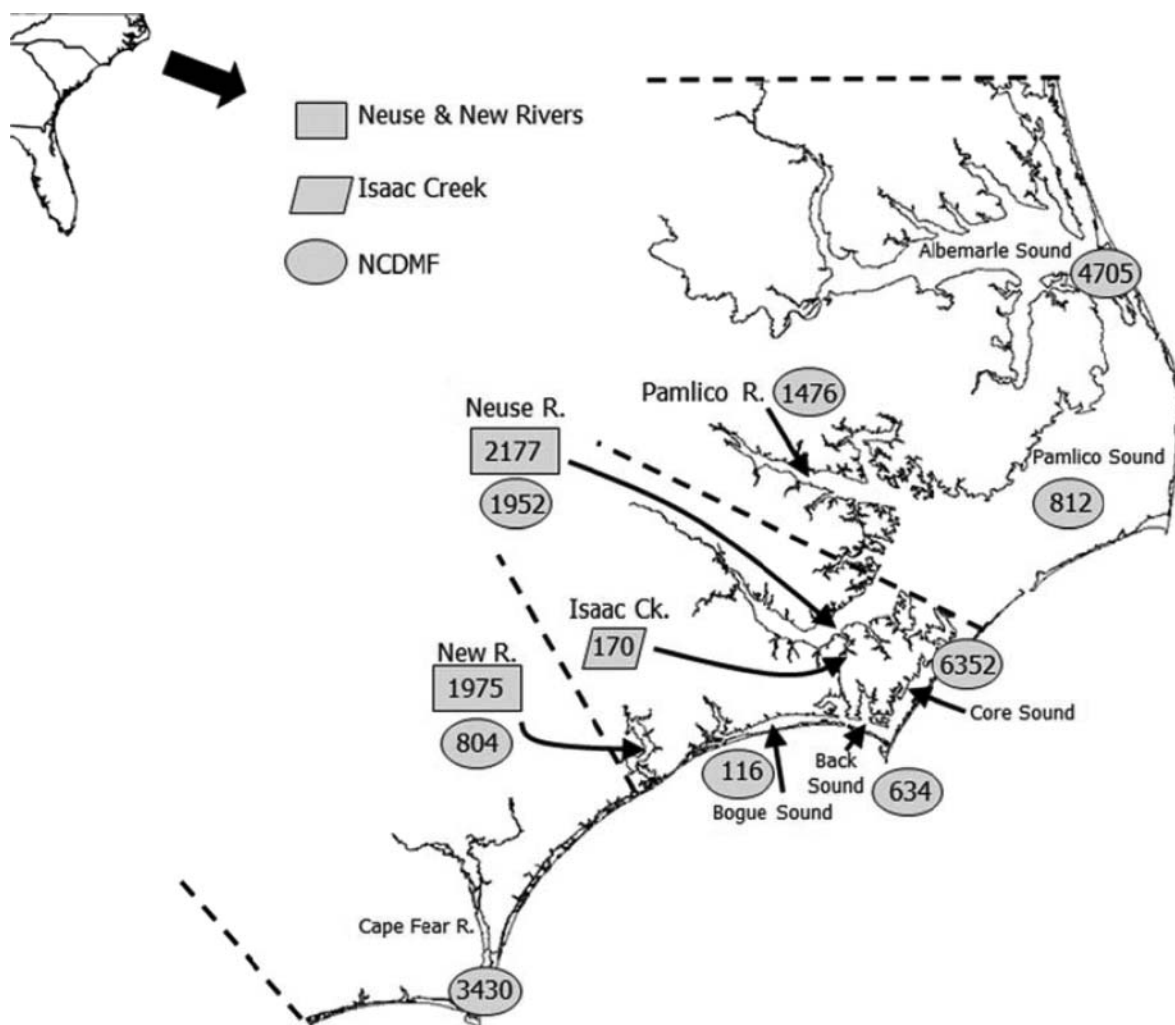 Neuse & New Rivers
Isaac Creek
NCDMF
Albemarle Sound
4705
Pamlico R.
1476
Neuse R.
2177
1952
Pamlico Sound
812
Isaac Ck.
170
New R.
1975
804
6352
Core Sound
Back
Sound
116
634
Bogue Sound
Cape Fear R.
3430